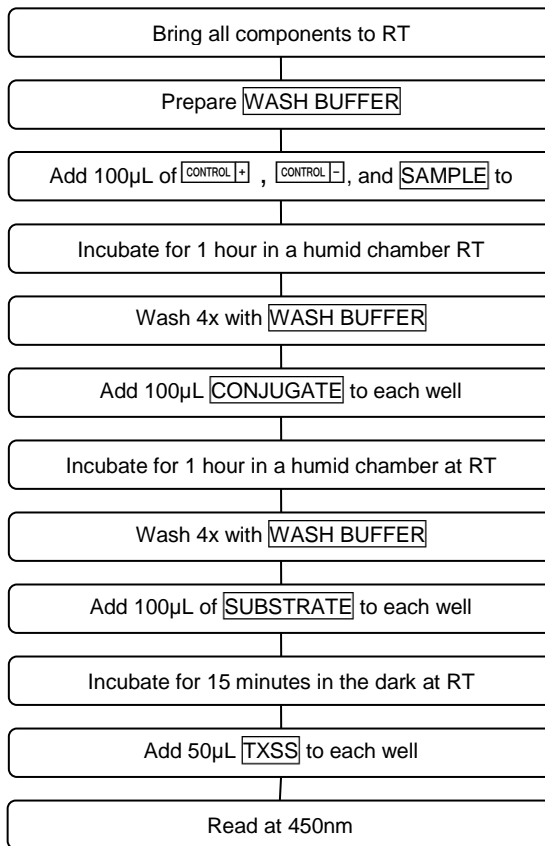 Bring all components to RT
Prepare WASH BUFFER
Add 100µL of CONTROL + , CONTROL −, and SAMPLE to
Incubate for 1 hour in a humid chamber RT
Wash 4x with WASH BUFFER
Add 100µL CONJUGATE to each well
Incubate for 1 hour in a humid chamber at RT
Wash 4x with WASH BUFFER
Add 100µL of SUBSTRATE to each well
Incubate for 15 minutes in the dark at RT
Add 50µL TXSS to each well
Read at 450nm